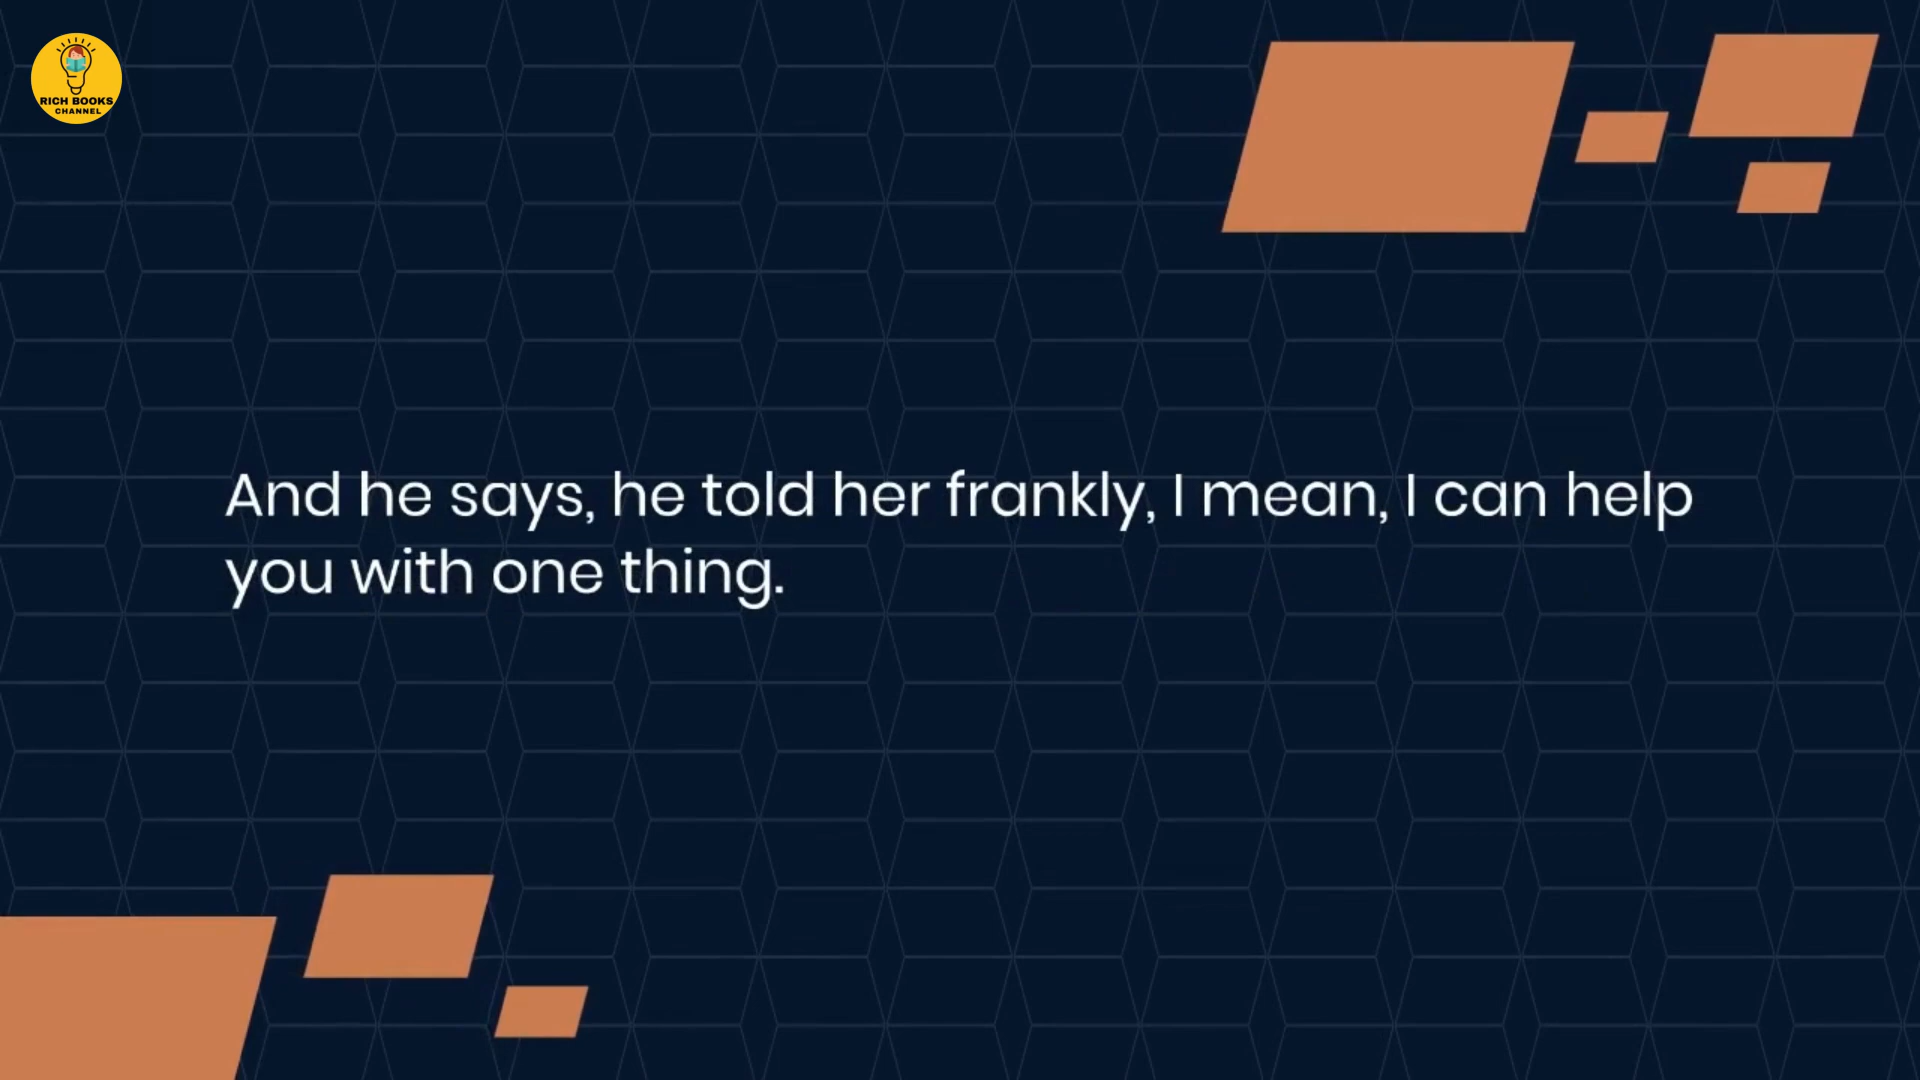 RICH BOOKS
CHANNEL
And he says, he told her frankly, I mean, I can help
you with one thing.